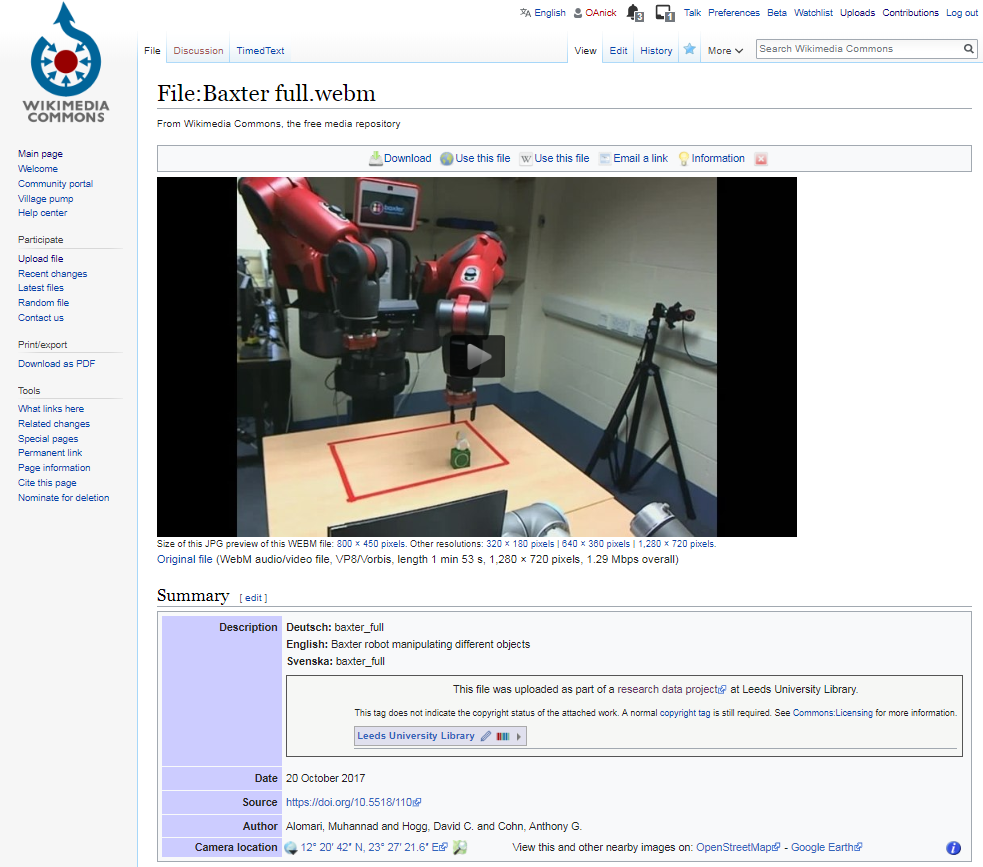 English OAnick 3 1 Talk Preferences Beta Watchlist Uploads Contributions Log out
File Discussion TimedText View Edit History More Search Wikimedia Commons
WIKIMEDIA
COMMONS
Main page
Welcome
Community portal
Village pump
Help center
Participate
Upload file
Recent changes
Latest files
Random file
Contact us
Print/export
Download as PDF
Tools
What links here
Related changes
Special pages
Permanent link
Page information
Cite this page
Nominate for deletion
File:Baxter full.webm
From Wikimedia Commons, the free media repository
Download Use this file W Use this file Email a link Information
baxter
Size of this JPG preview of this WEBM file: 800 × 450 pixels. Other resolutions: 320 × 180 pixels | 640 × 360 pixels | 1,280 × 720 pixels.
Original file (WebM audio/video file, VP8/Vorbis, length 1 min 53 s, 1,280 × 720 pixels, 1.29 Mbps overall)
Summary [ edit ]
Description Deutsch: baxter_full
English: Baxter robot manipulating different objects
Svenska: baxter_full
This file was uploaded as part of a research data project at Leeds University Library.
This tag does not indicate the copyright status of the attached work. A normal copyright tag is still required. See Commons:Licensing for more information.
Leeds University Library
Date 20 October 2017
Source https://doi.org/10.5518/110
Author Alomari, Muhannad and Hogg, David C. and Cohn, Anthony G.
Camera location 12° 20′ 42″ N, 23° 27′ 21.6″ E View this and other nearby images on: OpenStreetMap - Google Earth i